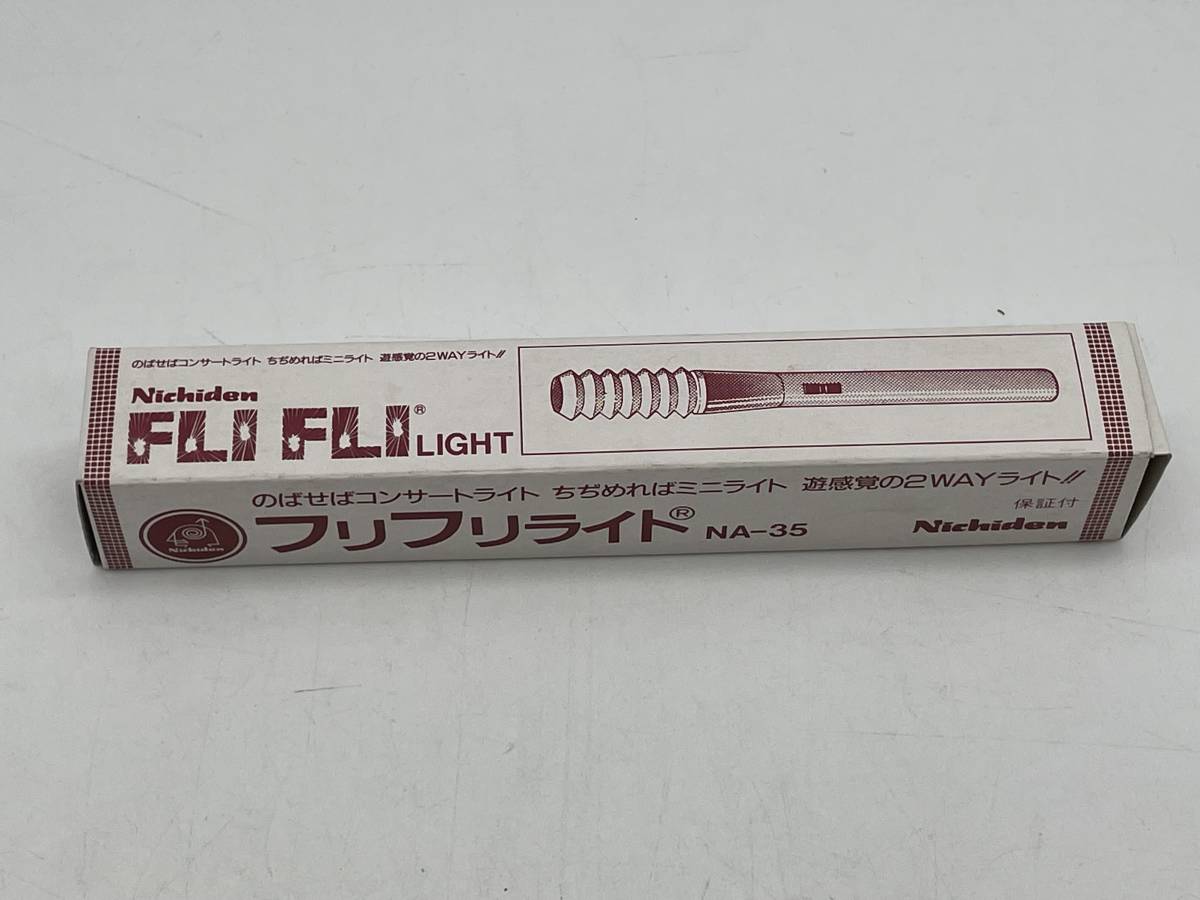 のばせばコンサートライト ちぢめればミニライト 遊感覚の2WAYライト!!
Nichiden
FLI FLI® LIGHT
のばせばコンサートライト ちぢめればミニライト 遊感覚の2WAYライト!!
Nichiden
フリフリライト® NA-35
保証付
Nichiden